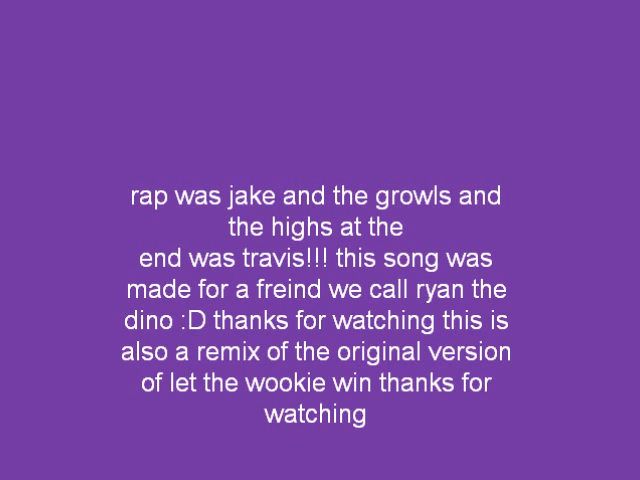 rap was jake and the growls and
the highs at the
end was travis!!! this song was
made for a freind we call ryan the
dino :D thanks for watching this is
also a remix of the original version
of let the wookie win thanks for
watching